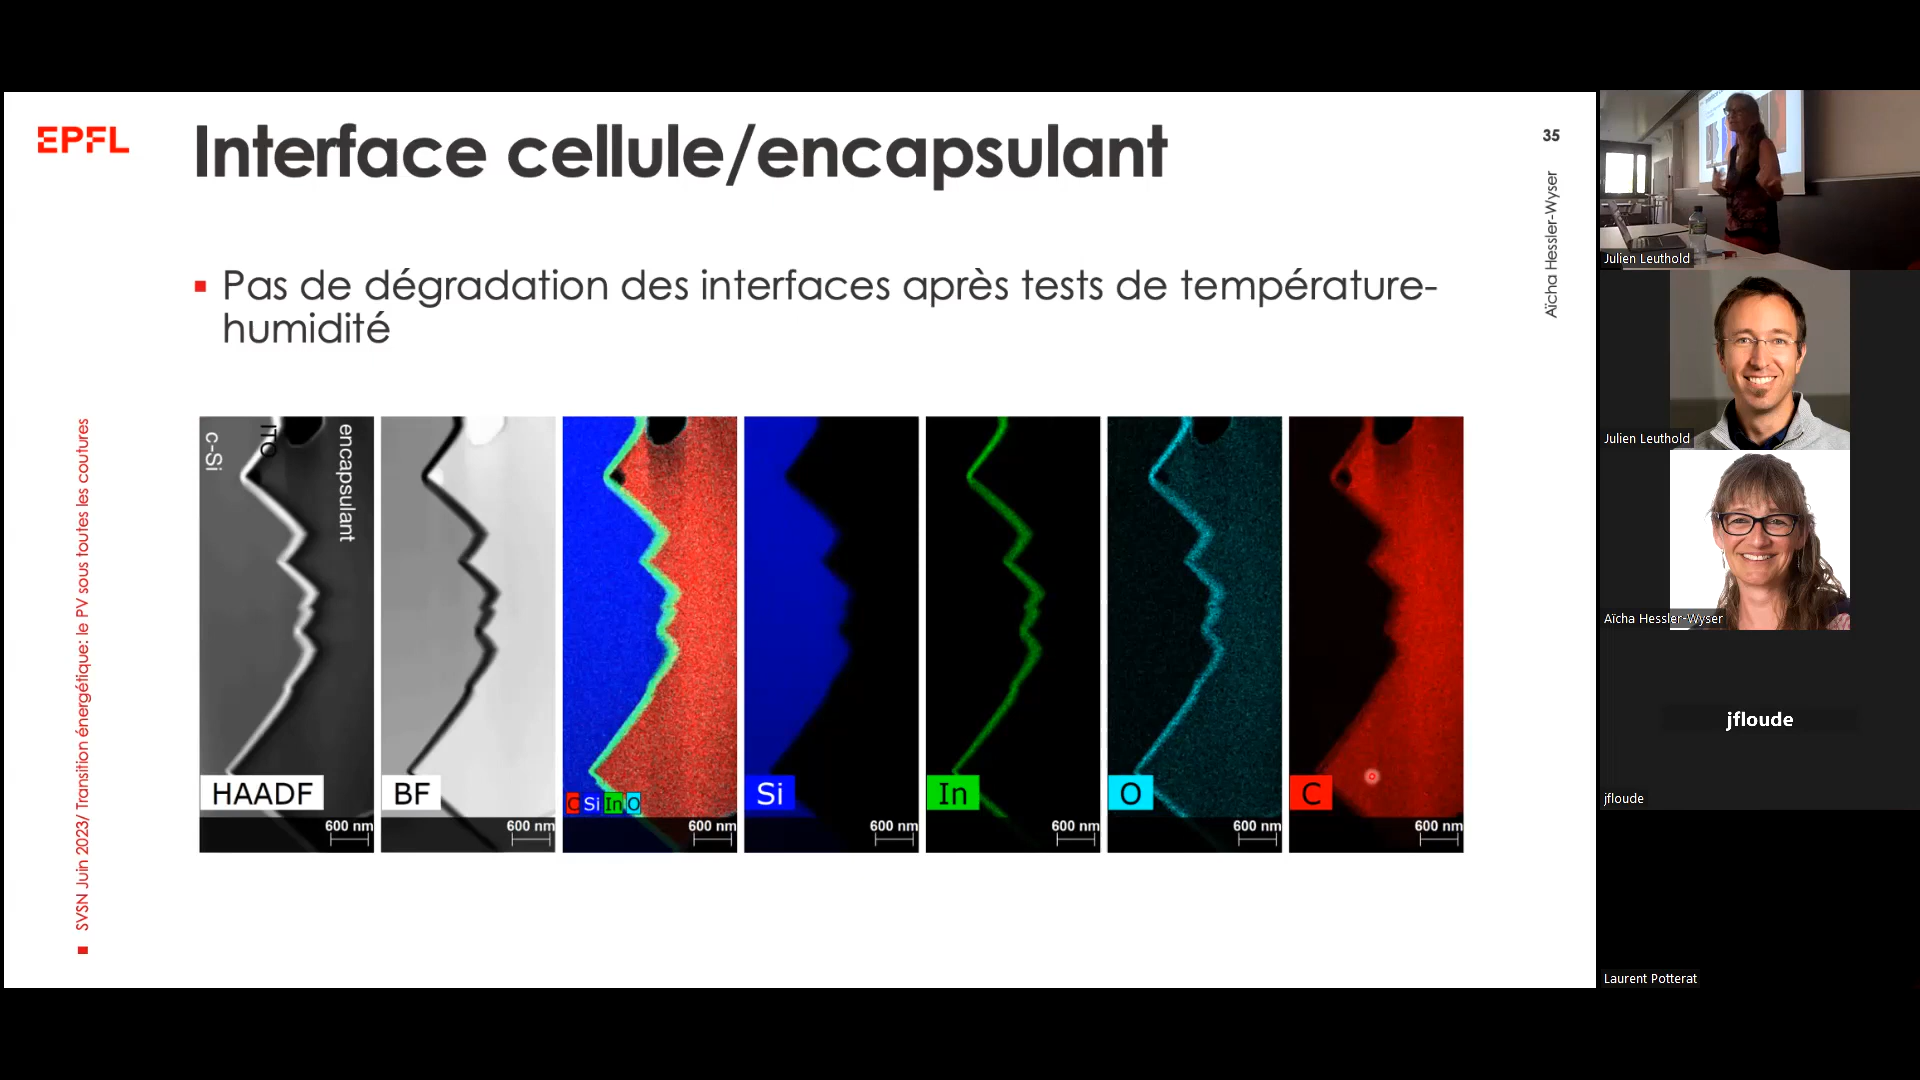 EPFL
Interface cellule/encapsulant
35
Aïcha Hessler-Wyser
Pas de dégradation des interfaces après tests de température-
humidité
SVSN Juin 2023/ Transition énergétique: le PV sous toutes les coutures
c-Si
ITO
encapsulant
HAADF
600 nm
BF
600 nm
C Si In O
600 nm
Si
600 nm
In
600 nm
O
600 nm
C
600 nm
Julien Leuthold
Julien Leuthold
Aïcha Hessler-Wyser
jfloude
jfloude
Laurent Potterat